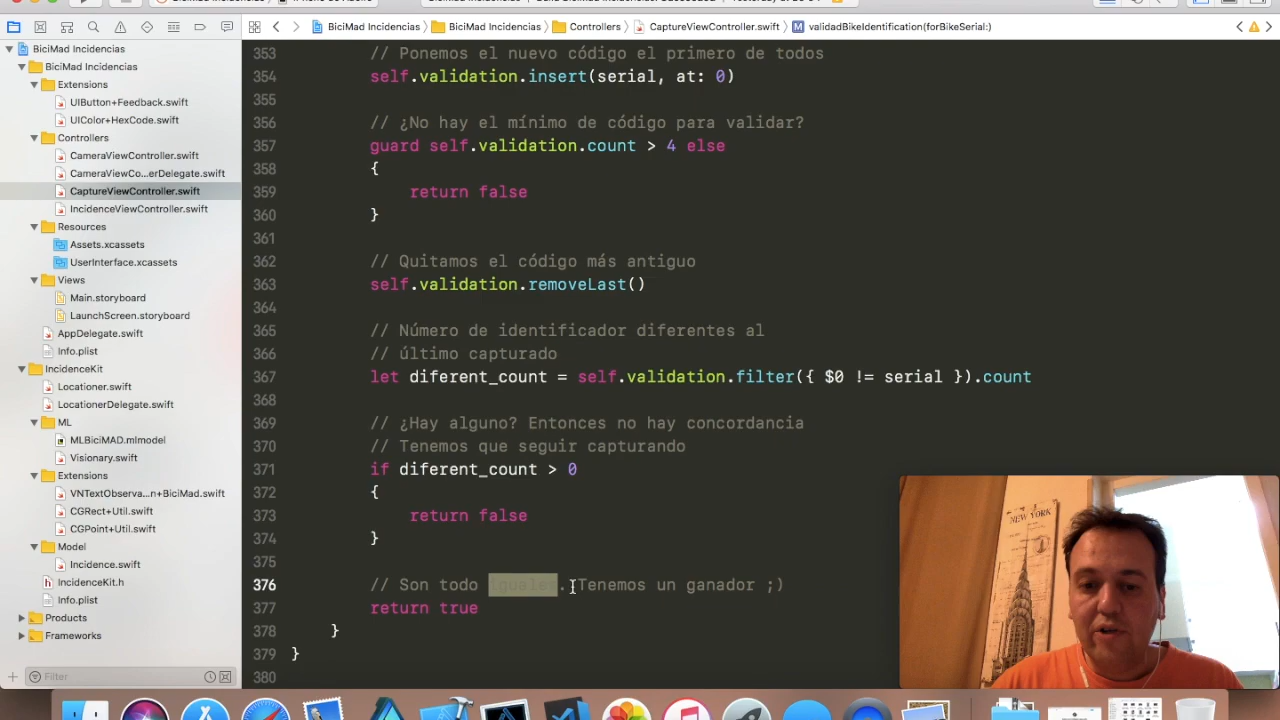 BiciMad Incidencias
BiciMad Incidencias
Controllers
CaptureViewController.swift
validadBikeIdentification(forBikeSerial:)
BiciMad Incidencias
BiciMad Incidencias
Extensions
UIButton+Feedback.swift
UIColor+HexCode.swift
Controllers
CameraViewController.swift
CameraViewCo...erDelegate.swift
CaptureViewController.swift
IncidenceViewController.swift
Resources
Assets.xcassets
UserInterface.xcassets
Views
Main.storyboard
LaunchScreen.storyboard
AppDelegate.swift
Info.plist
IncidenceKit
Locationer.swift
LocationerDelegate.swift
ML
MLBiciMAD.mlmodel
Visionary.swift
Extensions
VNTextObserva...n+BiciMad.swift
CGRect+Util.swift
CGPoint+Util.swift
Model
Incidence.swift
IncidenceKit.h
Info.plist
Products
Frameworks
Filter
353 // Ponemos el nuevo código el primero de todos
354 self.validation.insert(serial, at: 0)
355
356 // ¿No hay el mínimo de código para validar?
357 guard self.validation.count > 4 else
358 {
359 return false
360 }
361
362 // Quitamos el código más antiguo
363 self.validation.removeLast()
364
365 // Número de identificador diferentes al
366 // último capturado
367 let diferent_count = self.validation.filter({ $0 != serial }).count
368
369 // ¿Hay alguno? Entonces no hay concordancia
370 // Tenemos que seguir capturando
371 if diferent_count > 0
372 {
373 return false
374 }
375
376 // Son todo iguales. Tenemos un ganador ;)
377 return true
378 }
379 }
380
NEW YORK